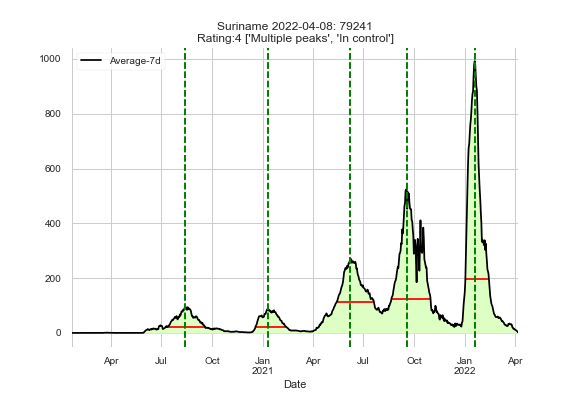 Suriname 2022-04-08: 79241
Rating:4 ['Multiple peaks', 'In control']
Average-7d
1000
800
600
400
200
0
Apr Jul Oct Jan Apr Jul Oct Jan Apr
2021 2022
Date